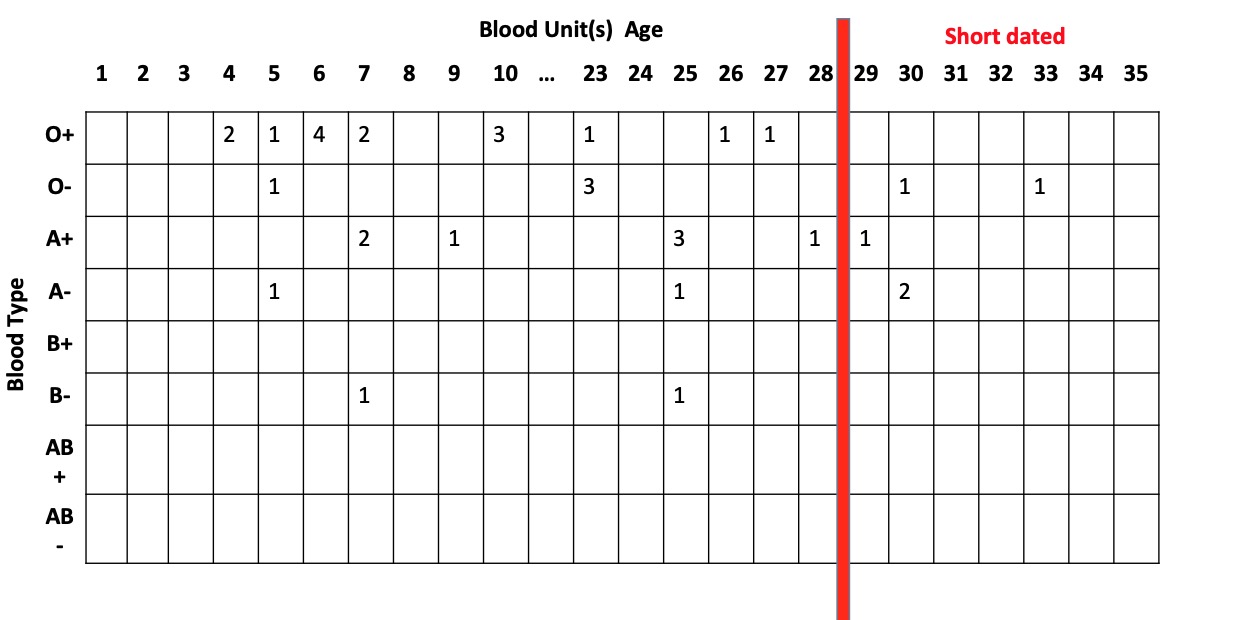 Blood Unit(s) Age
Short dated
1 2 3 4 5 6 7 8 9 10 ... 23 24 25 26 27 28 29 30 31 32 33 34 35
O+ 2 1 4 2 3 1 1 1
O- 1 3 1 1
A+ 2 1 3 1 1
A- 1 1 2
B+
B- 1 1
AB
+
AB
-
Blood Type